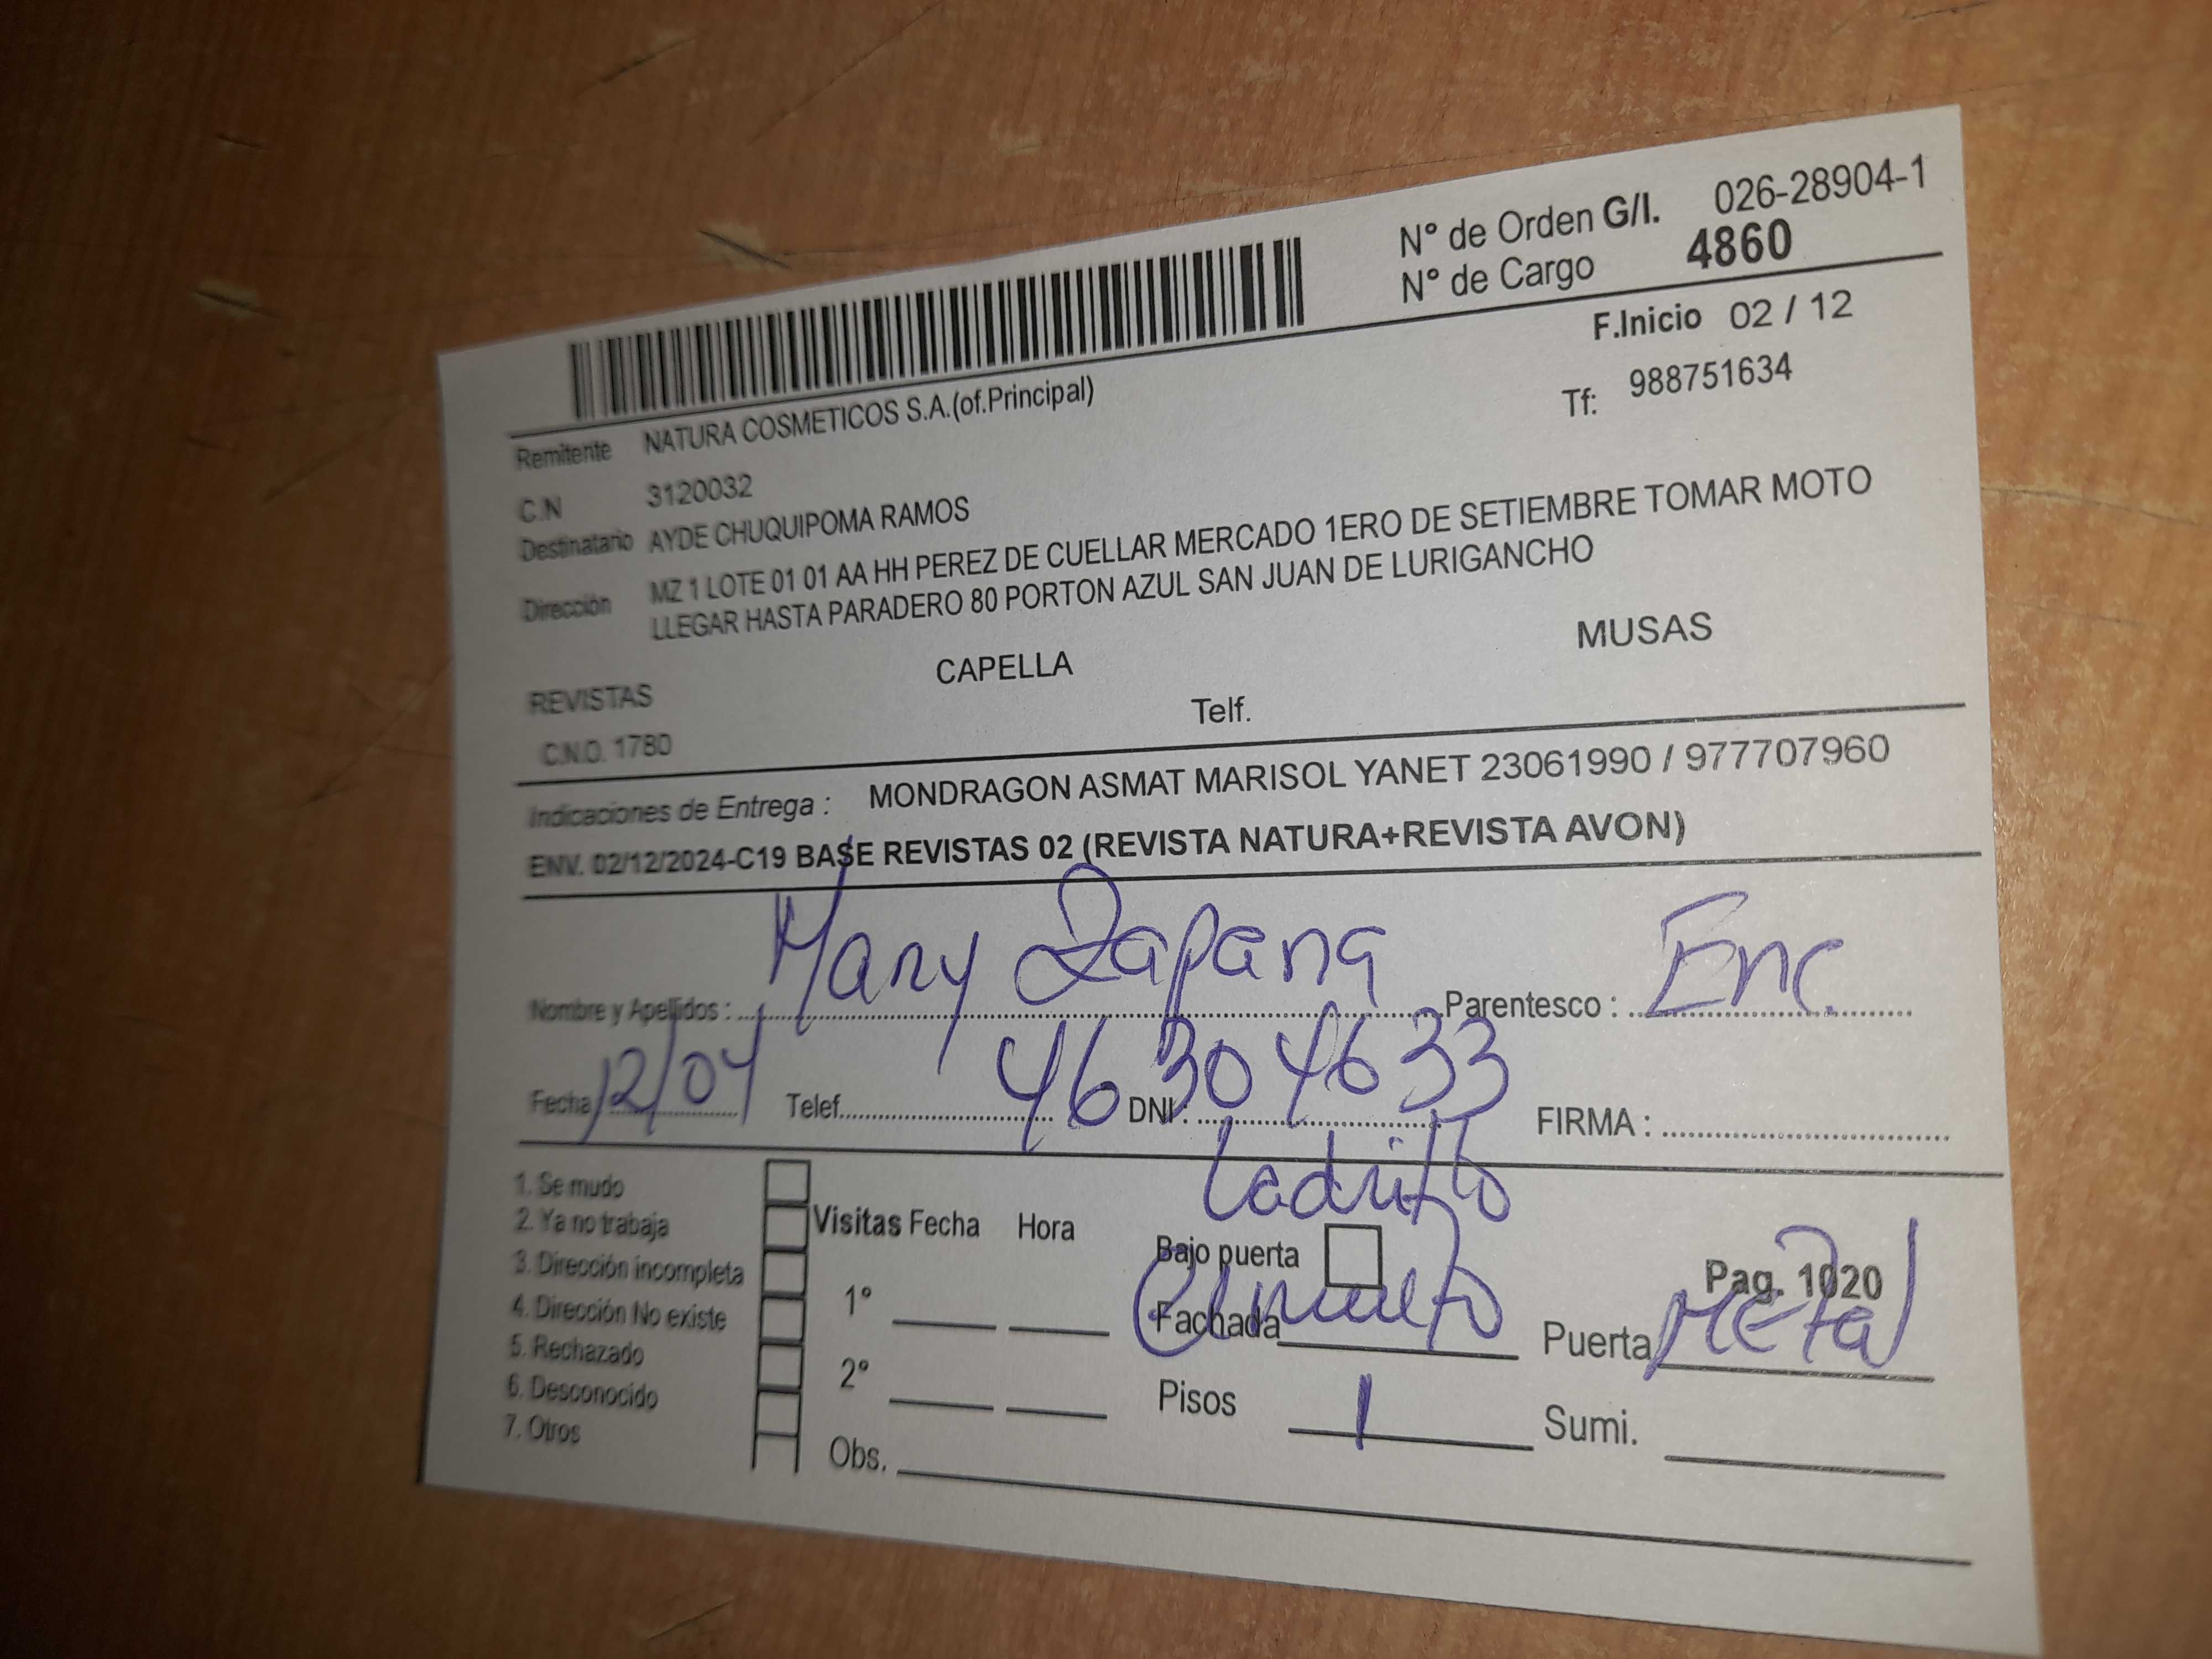 N° de Orden G/I. 026-28904-1
N° de Cargo 4860
F.Inicio 02 / 12
Remitente NATURA COSMETICOS S.A.(of.Principal)
Tf: 988751634
C.N 3120032
Destinatario AYDE CHUQUIPOMA RAMOS
Dirección MZ 1 LOTE 01 01 AA HH PEREZ DE CUELLAR MERCADO 1ERO DE SETIEMBRE TOMAR MOTO
LLEGAR HASTA PARADERO 80 PORTON AZUL SAN JUAN DE LURIGANCHO
REVISTAS CAPELLA MUSAS
C.N.O. 1780 Telf.
Indicaciones de Entrega : MONDRAGON ASMAT MARISOL YANET 23061990 / 977707960
ENV. 02/12/2024-C19 BASE REVISTAS 02 (REVISTA NATURA+REVISTA AVON)
Nombre y Apellidos : Mary Zapana Parentesco : Enc.
Fecha 12/04 Telef. DNI : 46304633 FIRMA :
1. Se mudo
2. Ya no trabaja
3. Dirección incompleta
4. Dirección No existe
5. Rechazado
6. Desconocido
7. Otros
Visitas Fecha Hora
1°
2°
Obs.
Ladrillo
Bajo puerta Pag. 1020
Fachada Cemento Puerta Metal
Pisos 1 Sumi.